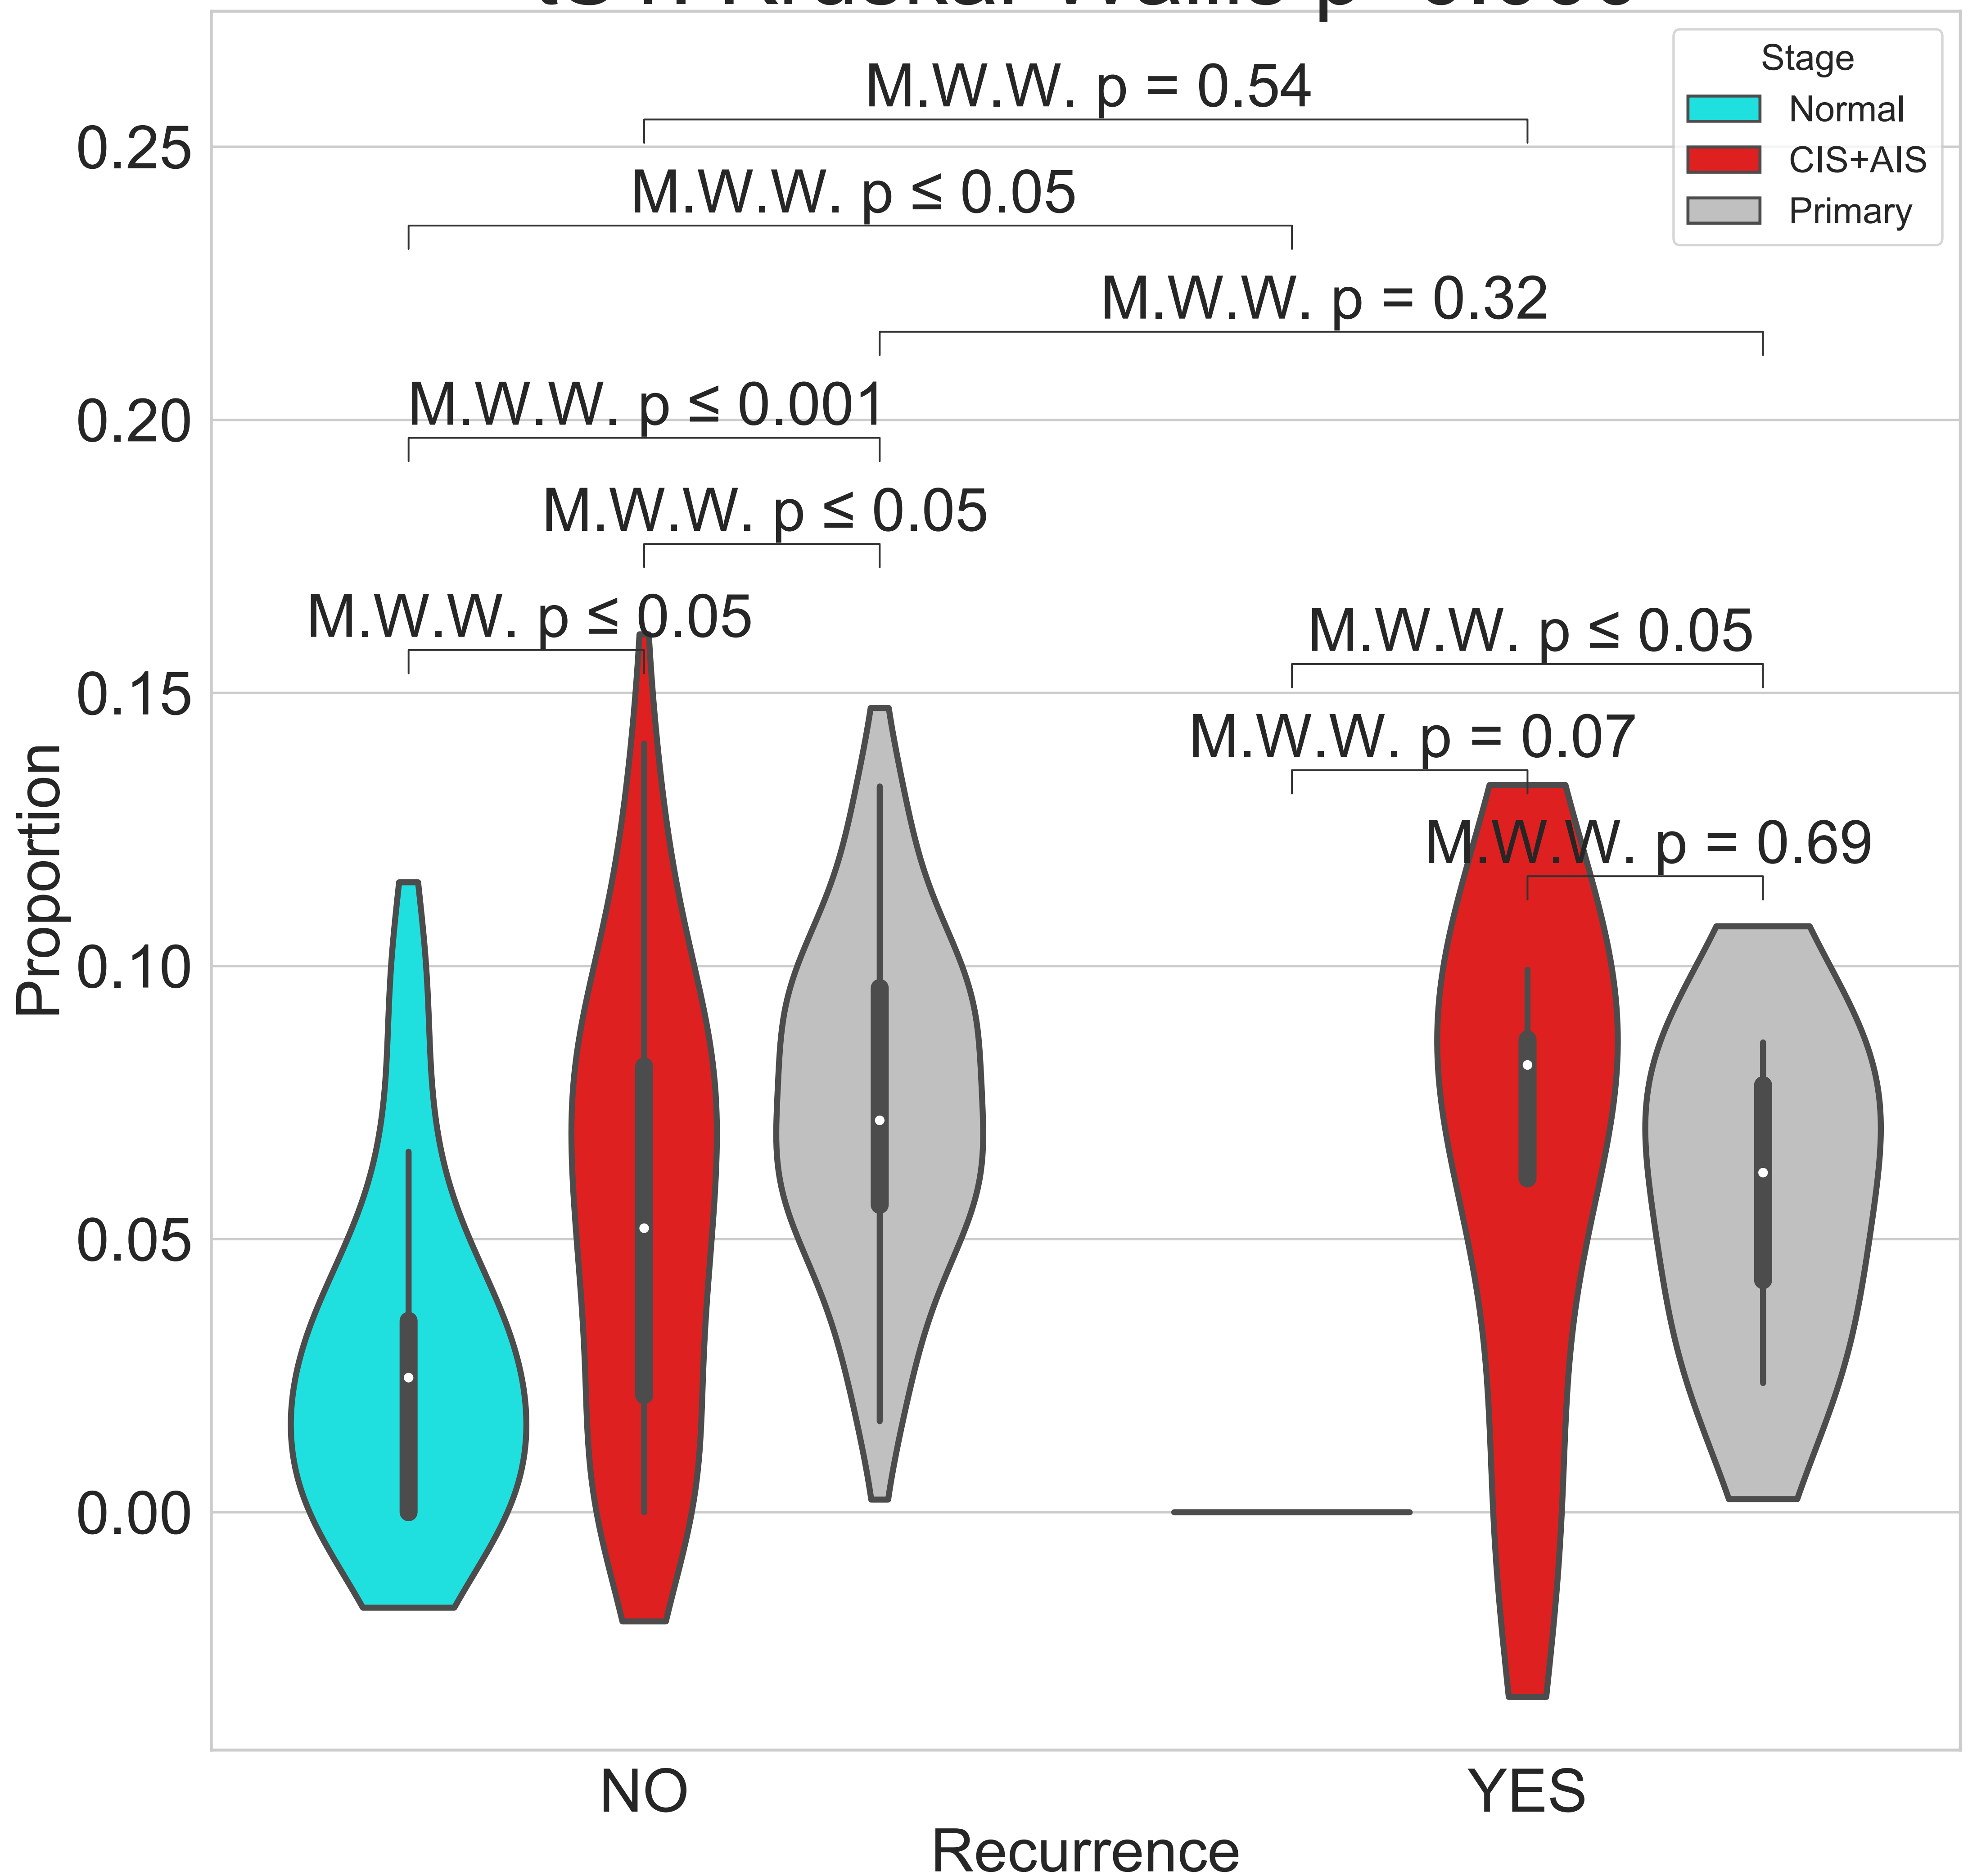 Stage
Normal
CIS+AIS
Primary
M.W.W. p = 0.54
M.W.W. p ≤ 0.05
M.W.W. p = 0.32
M.W.W. p ≤ 0.001
M.W.W. p ≤ 0.05
M.W.W. p ≤ 0.05
M.W.W. p ≤ 0.05
M.W.W. p = 0.07
M.W.W. p = 0.69
0.25
0.20
0.15
0.10
0.05
0.00
Proportion
NO
YES
Recurrence